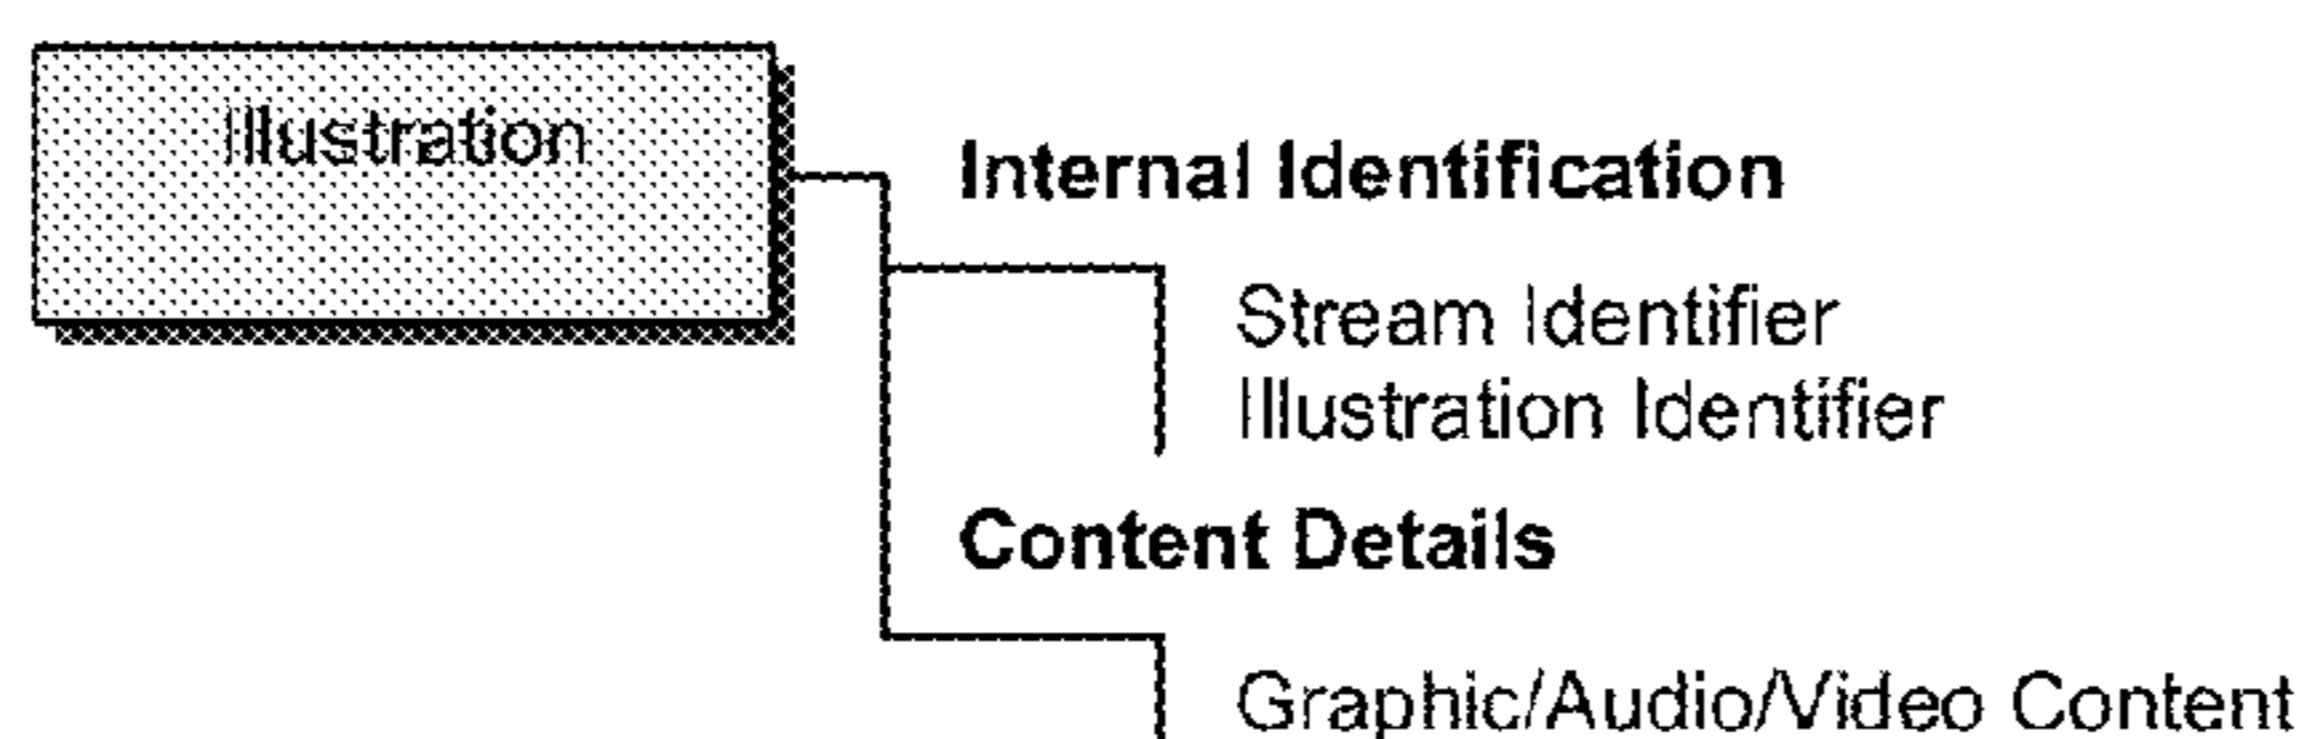 Illustration
Internal Identification
Stream Identifier
Illustration Identifier
Content Details
Graphic/Audio/Video Content